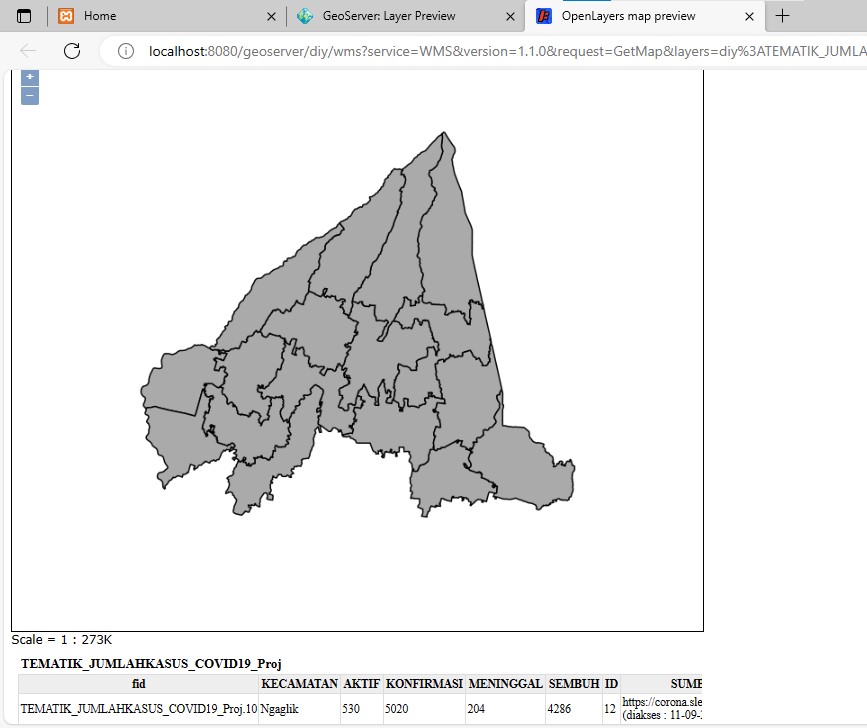 Home
GeoServer: Layer Preview
OpenLayers map preview
localhost:8080/geoserver/diy/wms?service=WMS&version=1.1.0&request=GetMap&layers=diy%3ATEMATIK_JUMLA
+
−
Scale = 1 : 273K
TEMATIK_JUMLAHKASUS_COVID19_Proj
fid KECAMATAN AKTIF KONFIRMASI MENINGGAL SEMBUH ID SUMB
TEMATIK_JUMLAHKASUS_COVID19_Proj.10 Ngaglik 530 5020 204 4286 12 https://corona.sle
(diakses : 11-09-